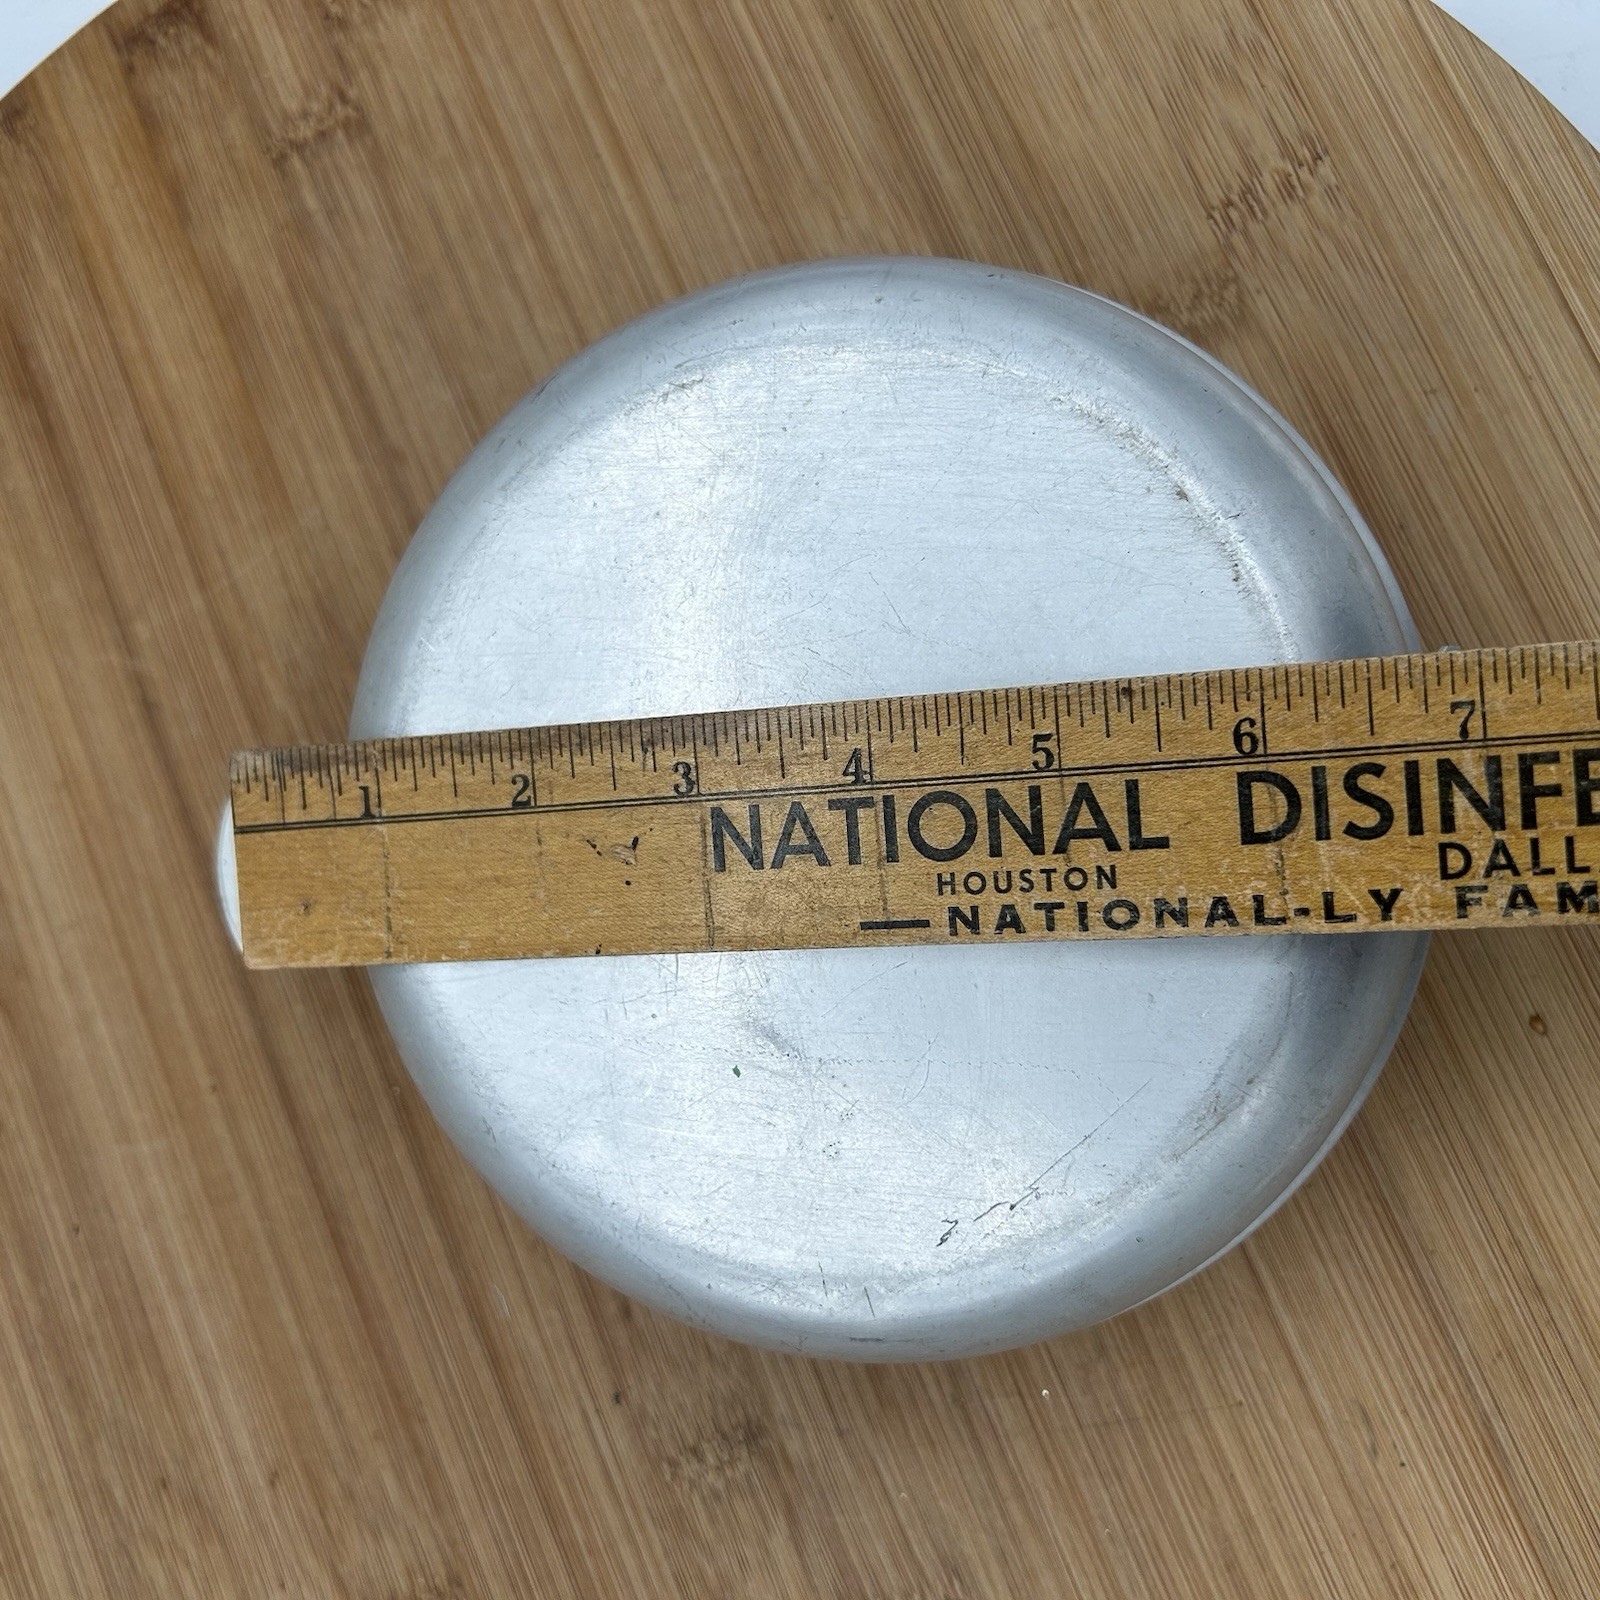 1 2 3 4 5 6 7
NATIONAL DISINFE
HOUSTON DALL
NATIONAL-LY FAM